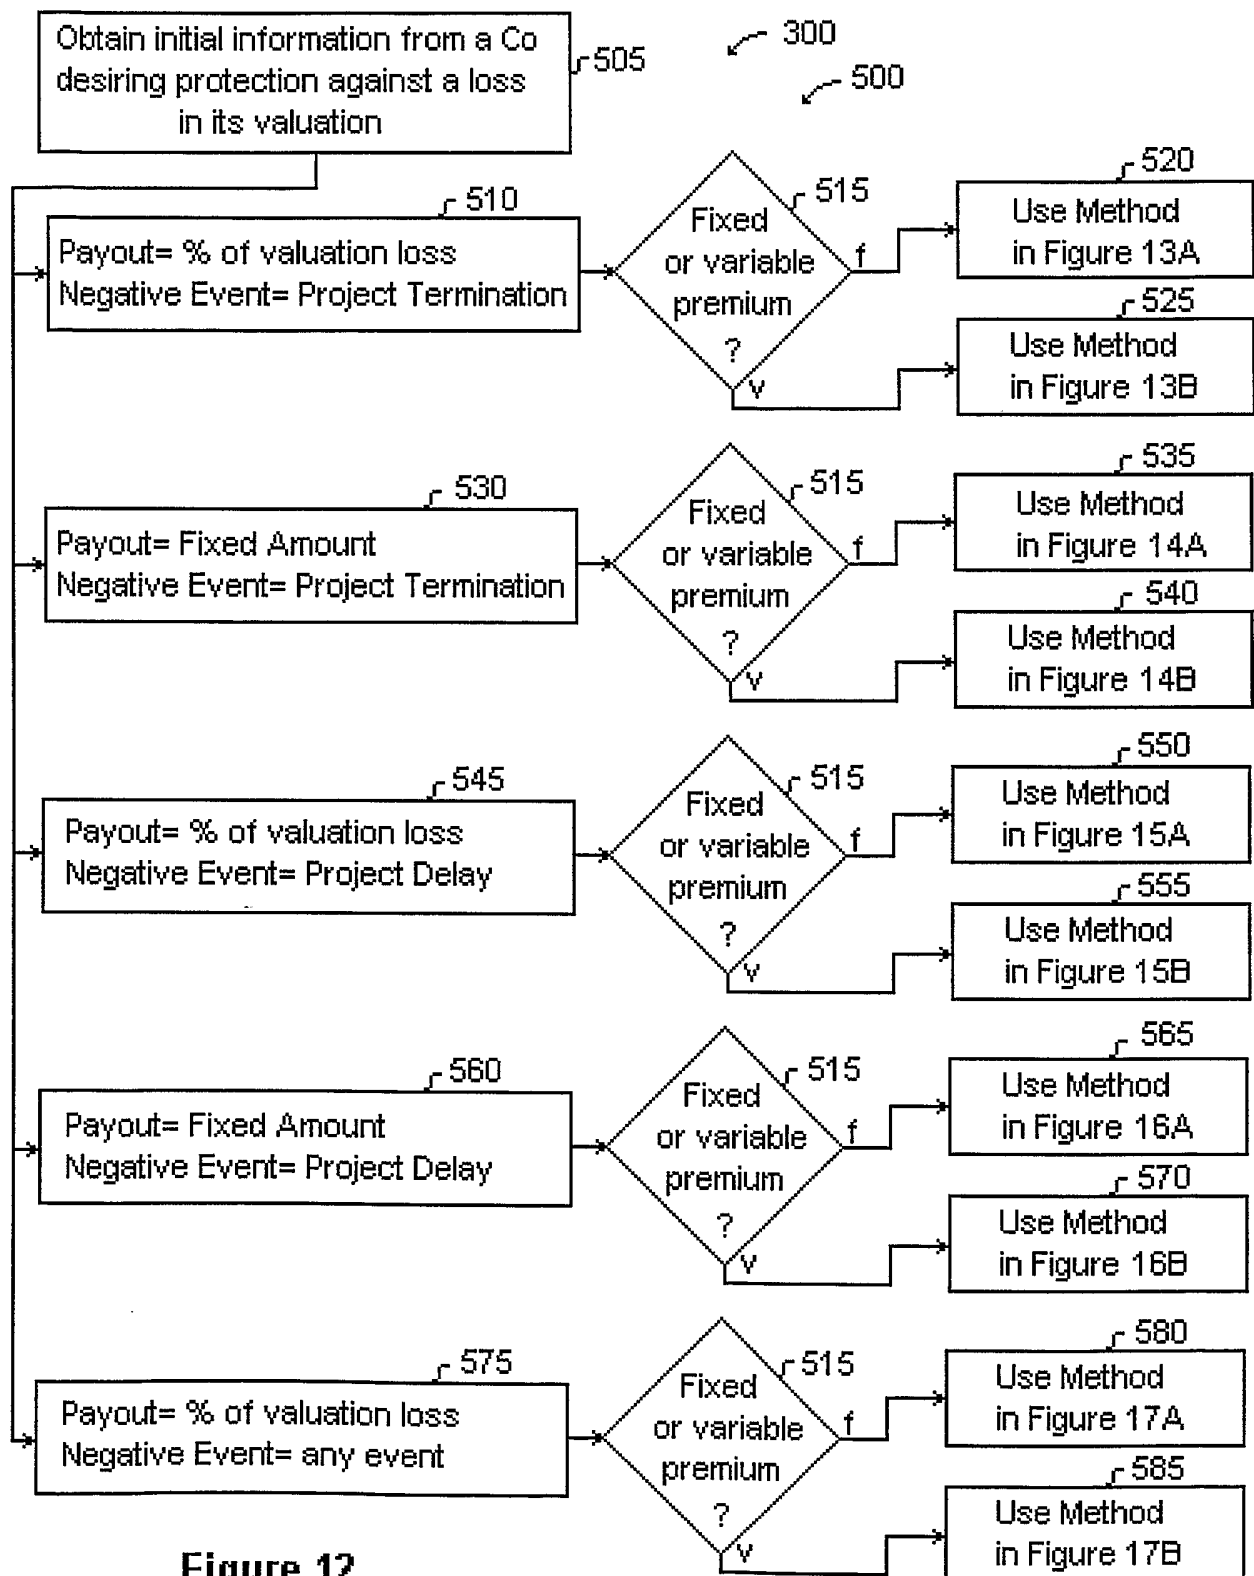 Obtain initial information from a Co
desiring protection against a loss
in its valuation
505
300
500
510
Payout= % of valuation loss
Negative Event= Project Termination
515
Fixed
or variable
premium
?
f
v
520
Use Method
in Figure 13A
525
Use Method
in Figure 13B
530
Payout= Fixed Amount
Negative Event= Project Termination
515
Fixed
or variable
premium
?
f
v
535
Use Method
in Figure 14A
540
Use Method
in Figure 14B
545
Payout= % of valuation loss
Negative Event= Project Delay
515
Fixed
or variable
premium
?
f
v
550
Use Method
in Figure 15A
555
Use Method
in Figure 15B
560
Payout= Fixed Amount
Negative Event= Project Delay
515
Fixed
or variable
premium
?
f
v
565
Use Method
in Figure 16A
570
Use Method
in Figure 16B
575
Payout= % of valuation loss
Negative Event= any event
515
Fixed
or variable
premium
?
f
v
580
Use Method
in Figure 17A
585
Use Method
in Figure 17B
Figure 12